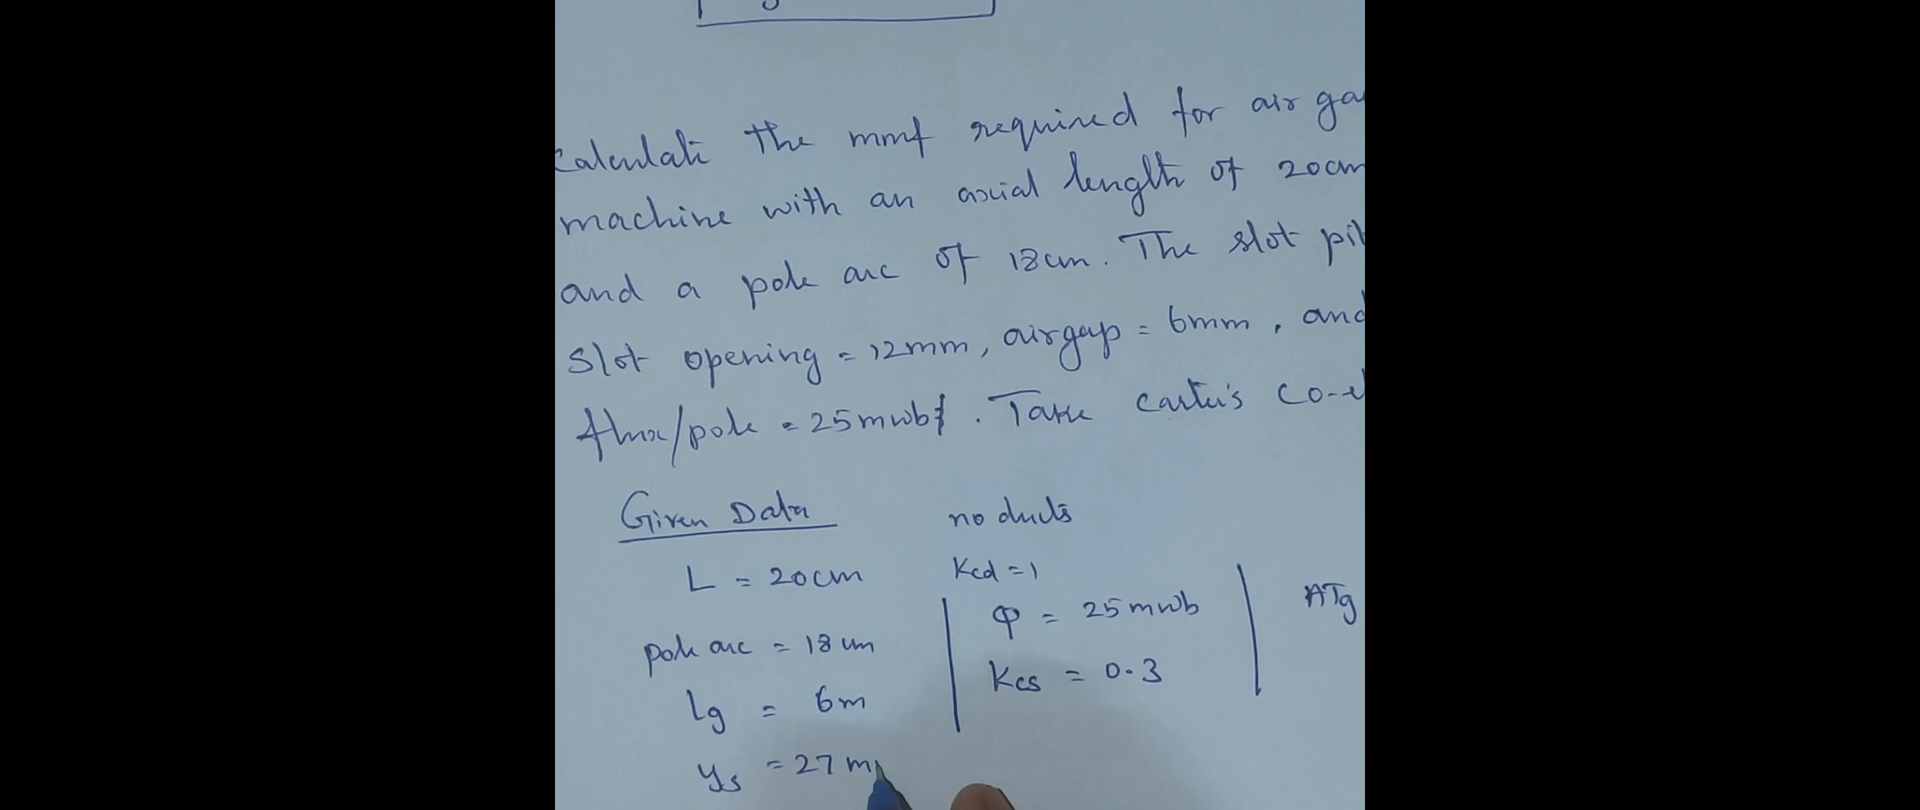 Calculate the mmf required for air ga
machine with an axial length of 20cm
and a pole arc of 18cm. The slot pit
slot opening = 12mm, airgap = 6mm, and
flux/pole = 25mwb. Take carter's co-e
Given Data
no ducts
L = 20cm
Kcd = 1
φ = 25mwb
ATg
pole arc = 18cm
Kcs = 0.3
lg = 6m
ys = 27m